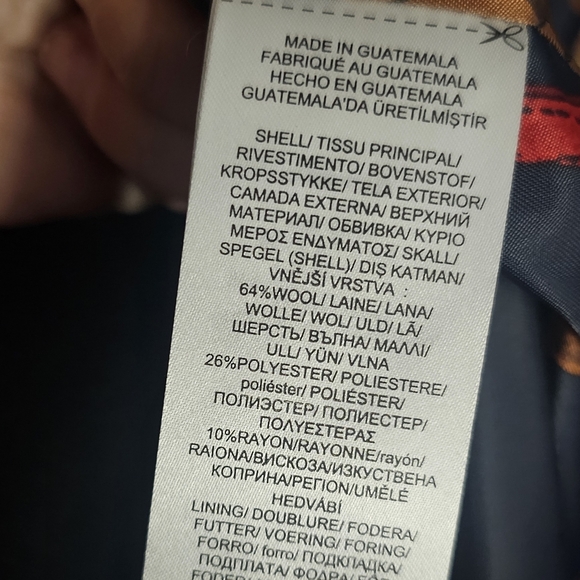 MADE IN GUATEMALA
FABRIQUÉ AU GUATEMALA
HECHO EN GUATEMALA
GUATEMALA'DA ÜRETİLMİŞTİR
SHELL/ TISSU PRINCIPAL/
RIVESTIMENTO/ BOVENSTOF/
KROPSSTYKKE/ TELA EXTERIOR/
CAMADA EXTERNA/ ВЕРХНИЙ
МАТЕРИАЛ/ ОБВИВКА/ ΚΥΡΙΟ
ΜΕΡΟΣ ΕΝΔΥΜΑΤΟΣ/ SKALL/
SPEGEL (SHELL)/ DIŞ KATMAN/
VNĚJŠÍ VRSTVA :
64%WOOL/ LAINE/ LANA/
WOLLE/ WOL/ ULD/ LÃ/
ШЕРСТЬ/ ВЪЛНА/ ΜΑΛΛΙ/
ULL/ YÜN/ VLNA
26%POLYESTER/ POLIESTERE/
poliéster/ POLIÉSTER/
ПОЛИЭСТЕР/ ПОЛИЕСТЕР/
ΠΟΛΥΕΣΤΕΡΑΣ
10%RAYON/RAYONNE/rayón/
RAIONA/ВИСКОЗА/ИЗКУСТВЕНА
КОПРИНА/ΡΕΓΙΟΝ/UMĚLÉ
HEDVÁBÍ
LINING/ DOUBLURE/ FODERA/
FUTTER/ VOERING/ FORING/
FORRO/ forro/ ПОДКЛАДКА/
ПОДПЛАТА/ ΦΟΔΡΑ/